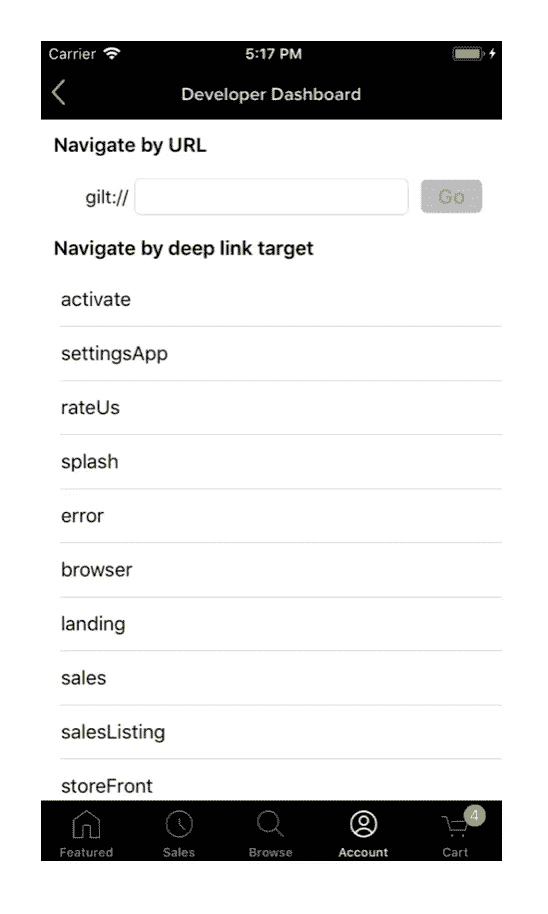 Carrier 5:17 PM
Developer Dashboard
Navigate by URL
gilt:// Go
Navigate by deep link target
activate
settingsApp
rateUs
splash
error
browser
landing
sales
salesListing
storeFront
4
Featured Sales Browse Account Cart